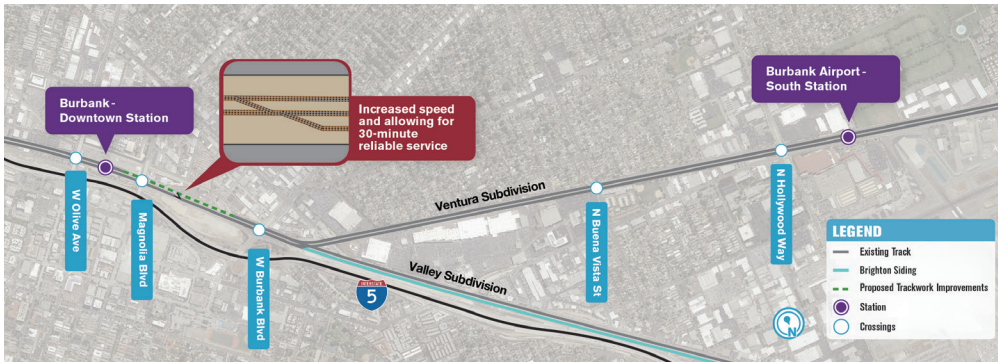 Burbank -
Downtown Station
Increased speed
and allowing for
30-minute
reliable service
Burbank Airport -
South Station
W Olive Ave
Magnolia Blvd
W Burbank Blvd
Ventura Subdivision
Valley Subdivision
5
N Buena Vista St
N Hollywood Way
N
LEGEND
Existing Track
Brighton Siding
Proposed Trackwork Improvements
Station
Crossings